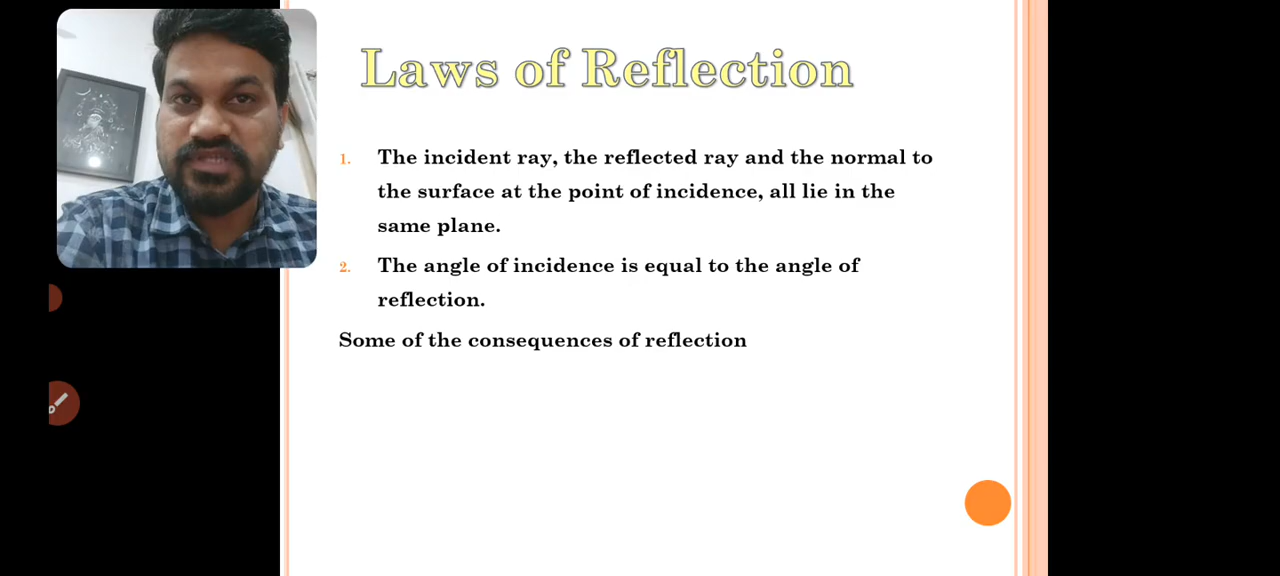 Laws of Reflection
1. The incident ray, the reflected ray and the normal to
the surface at the point of incidence, all lie in the
same plane.
2. The angle of incidence is equal to the angle of
reflection.
Some of the consequences of reflection